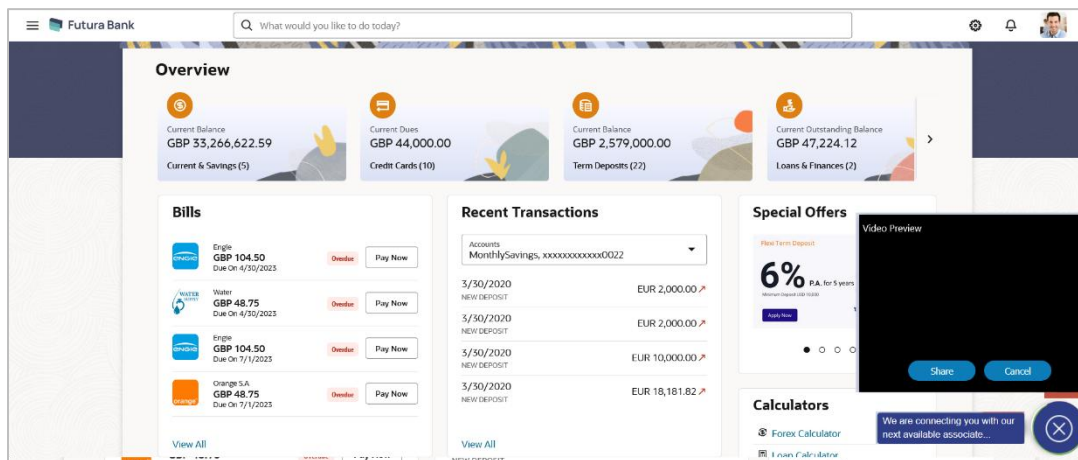 Futura Bank
What would you like to do today?
Overview
Current Balance
GBP 33,266,622.59
Current & Savings (5)
Current Dues
GBP 44,000.00
Credit Cards (10)
Current Balance
GBP 2,579,000.00
Term Deposits (22)
Current Outstanding Balance
GBP 47,224.12
Loans & Finances (2)
Bills
Engie
GBP 104.50
Due On 4/30/2023
Overdue
Pay Now
Water
GBP 48.75
Due On 4/30/2023
Overdue
Pay Now
Engie
GBP 104.50
Due On 7/1/2023
Overdue
Pay Now
Orange S.A
GBP 48.75
Due On 7/1/2023
Overdue
Pay Now
View All
Recent Transactions
Accounts
MonthlySavings, xxxxxxxxxxxx0022
3/30/2020
NEW DEPOSIT
EUR 2,000.00
3/30/2020
NEW DEPOSIT
EUR 2,000.00
3/30/2020
NEW DEPOSIT
EUR 10,000.00
3/30/2020
NEW DEPOSIT
EUR 18,181.82
View All
Special Offers
Term Deposit
6% P.A. for 5 years
Apply Now
Calculators
Forex Calculator
Loan Calculator
Video Preview
Share
Cancel
We are connecting you with our
next available associate...